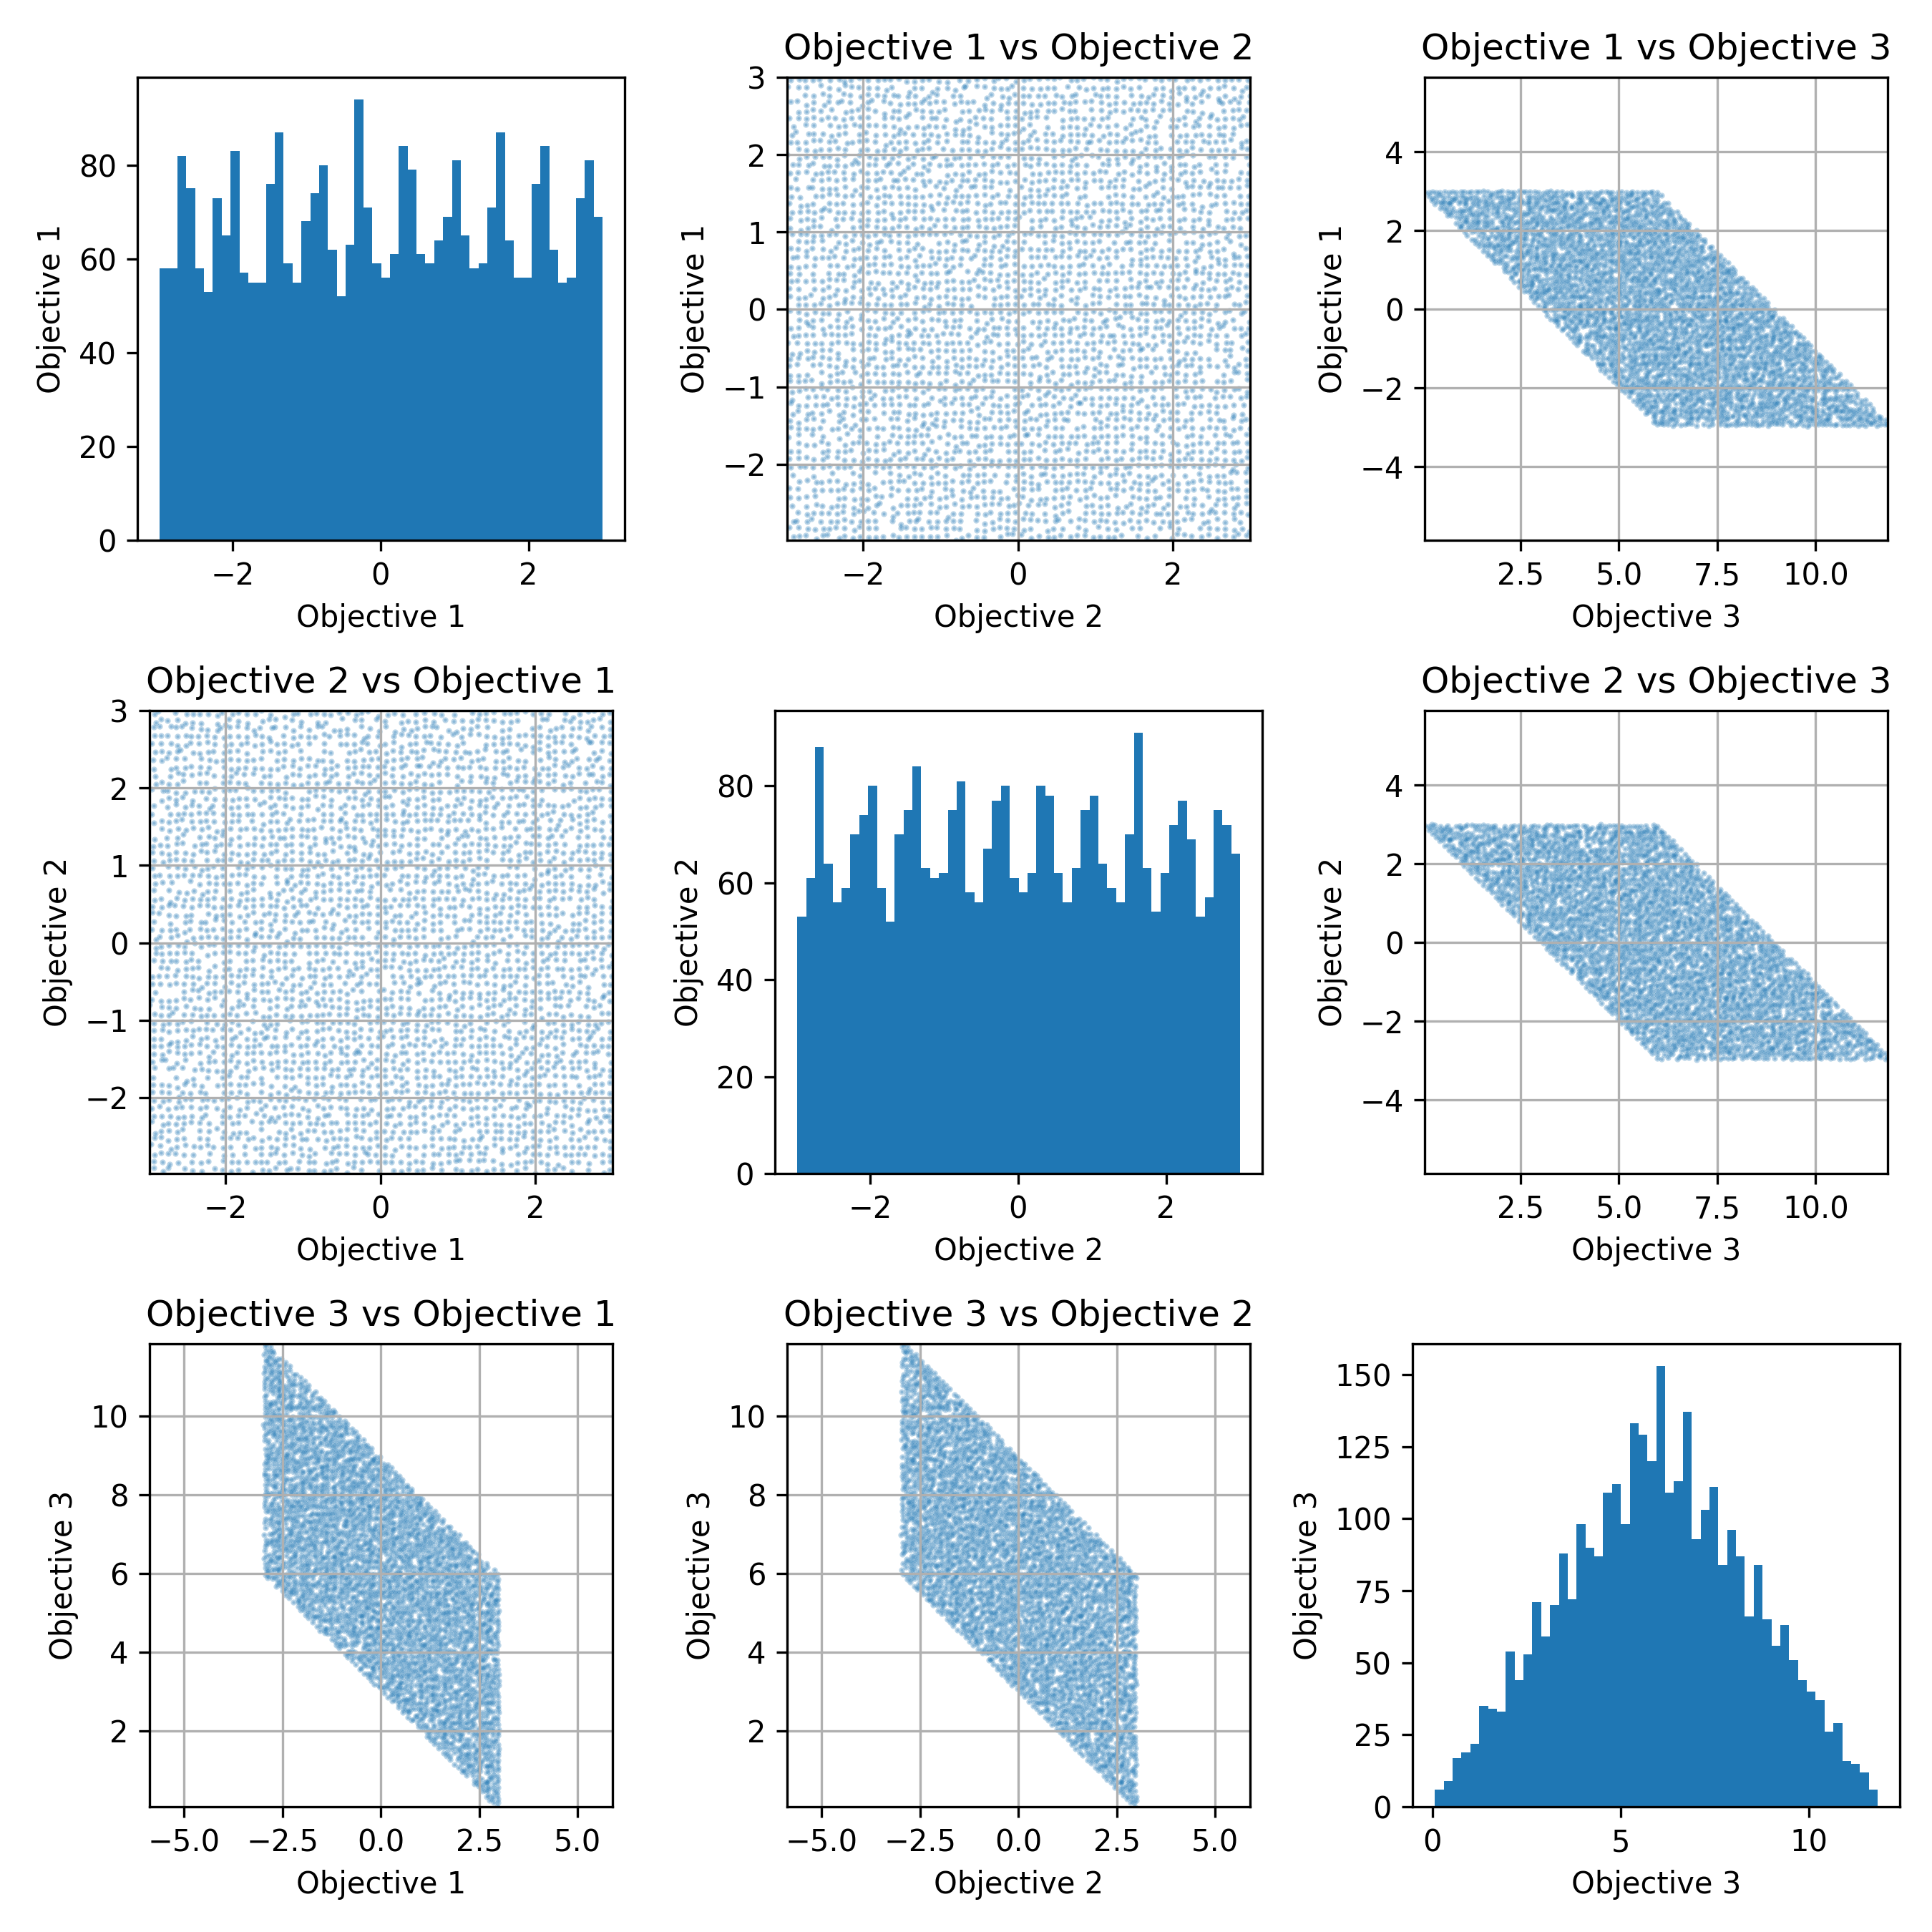 Objective 1
80
60
40
20
0
−2 0 2
Objective 1
Objective 1 vs Objective 2
Objective 1
3
2
1
0
−1
−2
−2 0 2
Objective 2
Objective 1 vs Objective 3
Objective 1
4
2
0
−2
−4
2.5 5.0 7.5 10.0
Objective 3
Objective 2 vs Objective 1
Objective 2
3
2
1
0
−1
−2
−2 0 2
Objective 1
Objective 2
80
60
40
20
0
−2 0 2
Objective 2
Objective 2 vs Objective 3
Objective 2
4
2
0
−2
−4
2.5 5.0 7.5 10.0
Objective 3
Objective 3 vs Objective 1
Objective 3
10
8
6
4
2
−5.0 −2.5 0.0 2.5 5.0
Objective 1
Objective 3 vs Objective 2
Objective 3
10
8
6
4
2
−5.0 −2.5 0.0 2.5 5.0
Objective 2
Objective 3
150
125
100
75
50
25
0
0 5 10
Objective 3